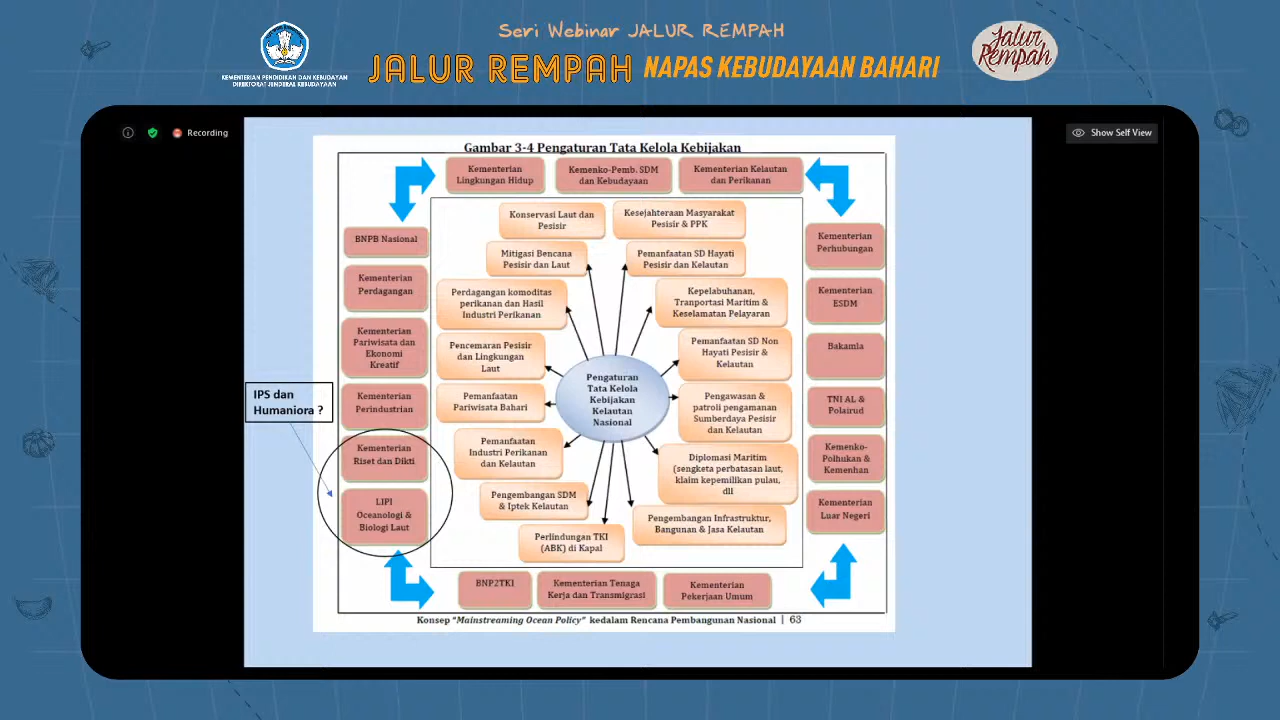 Seri Webinar JALUR REMPAH
KEMENTERIAN PENDIDIKAN DAN KEBUDAYAAN
DIREKTORAT JENDERAL KEBUDAYAAN
JALUR REMPAH NAPAS KEBUDAYAAN BAHARI
Jalur
Rempah
Recording
Show Self View
Gambar 3-4 Pengaturan Tata Kelola Kebijakan
Kementerian
Lingkungan Hidup
Kemenko-Pemb. SDM
dan Kebudayaan
Kementerian Kelautan
dan Perikanan
BNPB Nasional
Kementerian
Perdagangan
Kementerian
Pariwisata dan
Ekonomi
Kreatif
Kementerian
Perindustrian
Kementerian
Riset dan Dikti
LIPI
Oceanologi &
Biologi Laut
IPS dan
Humaniora ?
Konservasi Laut dan
Pesisir
Kesejahteraan Masyarakat
Pesisir & PPK
Mitigasi Bencana
Pesisir dan Laut
Pemanfaatan SD Hayati
Pesisir dan Kelautan
Perdagangan komoditas
perikanan dan Hasil
Industri Perikanan
Kepelabuhanan,
Tranportasi Maritim &
Keselamatan Pelayaran
Pencemaran Pesisir
dan Lingkungan
Laut
Pemanfaatan SD Non
Hayati Pesisir &
Kelautan
Pengaturan
Tata Kelola
Kebijakan
Kelautan
Nasional
Pemanfaatan
Pariwisata Bahari
Pengawasan &
patroli pengamanan
Sumberdaya Pesisir
dan Kelautan
Pemanfaatan
Industri Perikanan
dan Kelautan
Diplomasi Maritim
(sengketa perbatasan laut,
klaim kepemilikan pulau,
dll
Pengembangan SDM
& Iptek Kelautan
Pengembangan Infrastruktur,
Bangunan & Jasa Kelautan
Perlindungan TKI
(ABK) di Kapal
Kementerian
Perhubungan
Kementerian
ESDM
Bakamla
TNI AL &
Polairud
Kemenko-
Polhukan &
Kemenhan
Kementerian
Luar Negeri
BNP2TKI
Kementerian Tenaga
Kerja dan Transmigrasi
Kementerian
Pekerjaan Umum
Konsep "Mainstreaming Ocean Policy" kedalam Rencana Pembangunan Nasional | 63